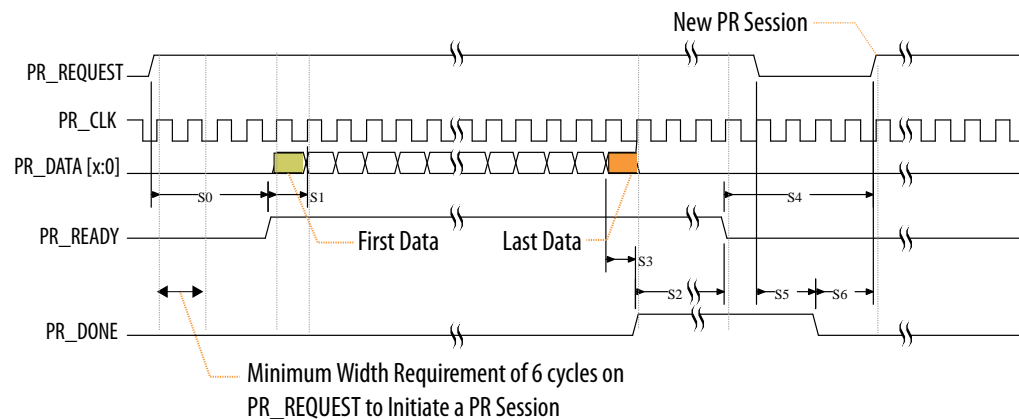 New PR Session
PR_REQUEST
PR_CLK
PR_DATA [x:0]
S0
S1
S4
PR_READY
First Data
Last Data
S3
S2
S5
S6
PR_DONE
Minimum Width Requirement of 6 cycles on
PR_REQUEST to Initiate a PR Session